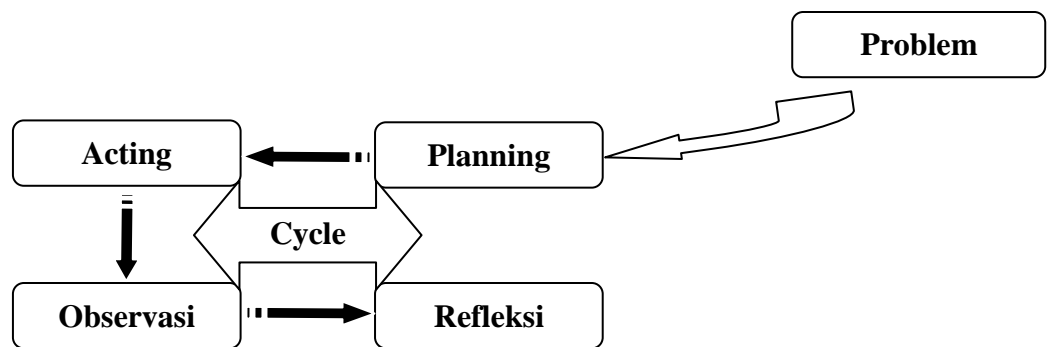 Problem
Acting
Planning
Cycle
Observasi
Refleksi